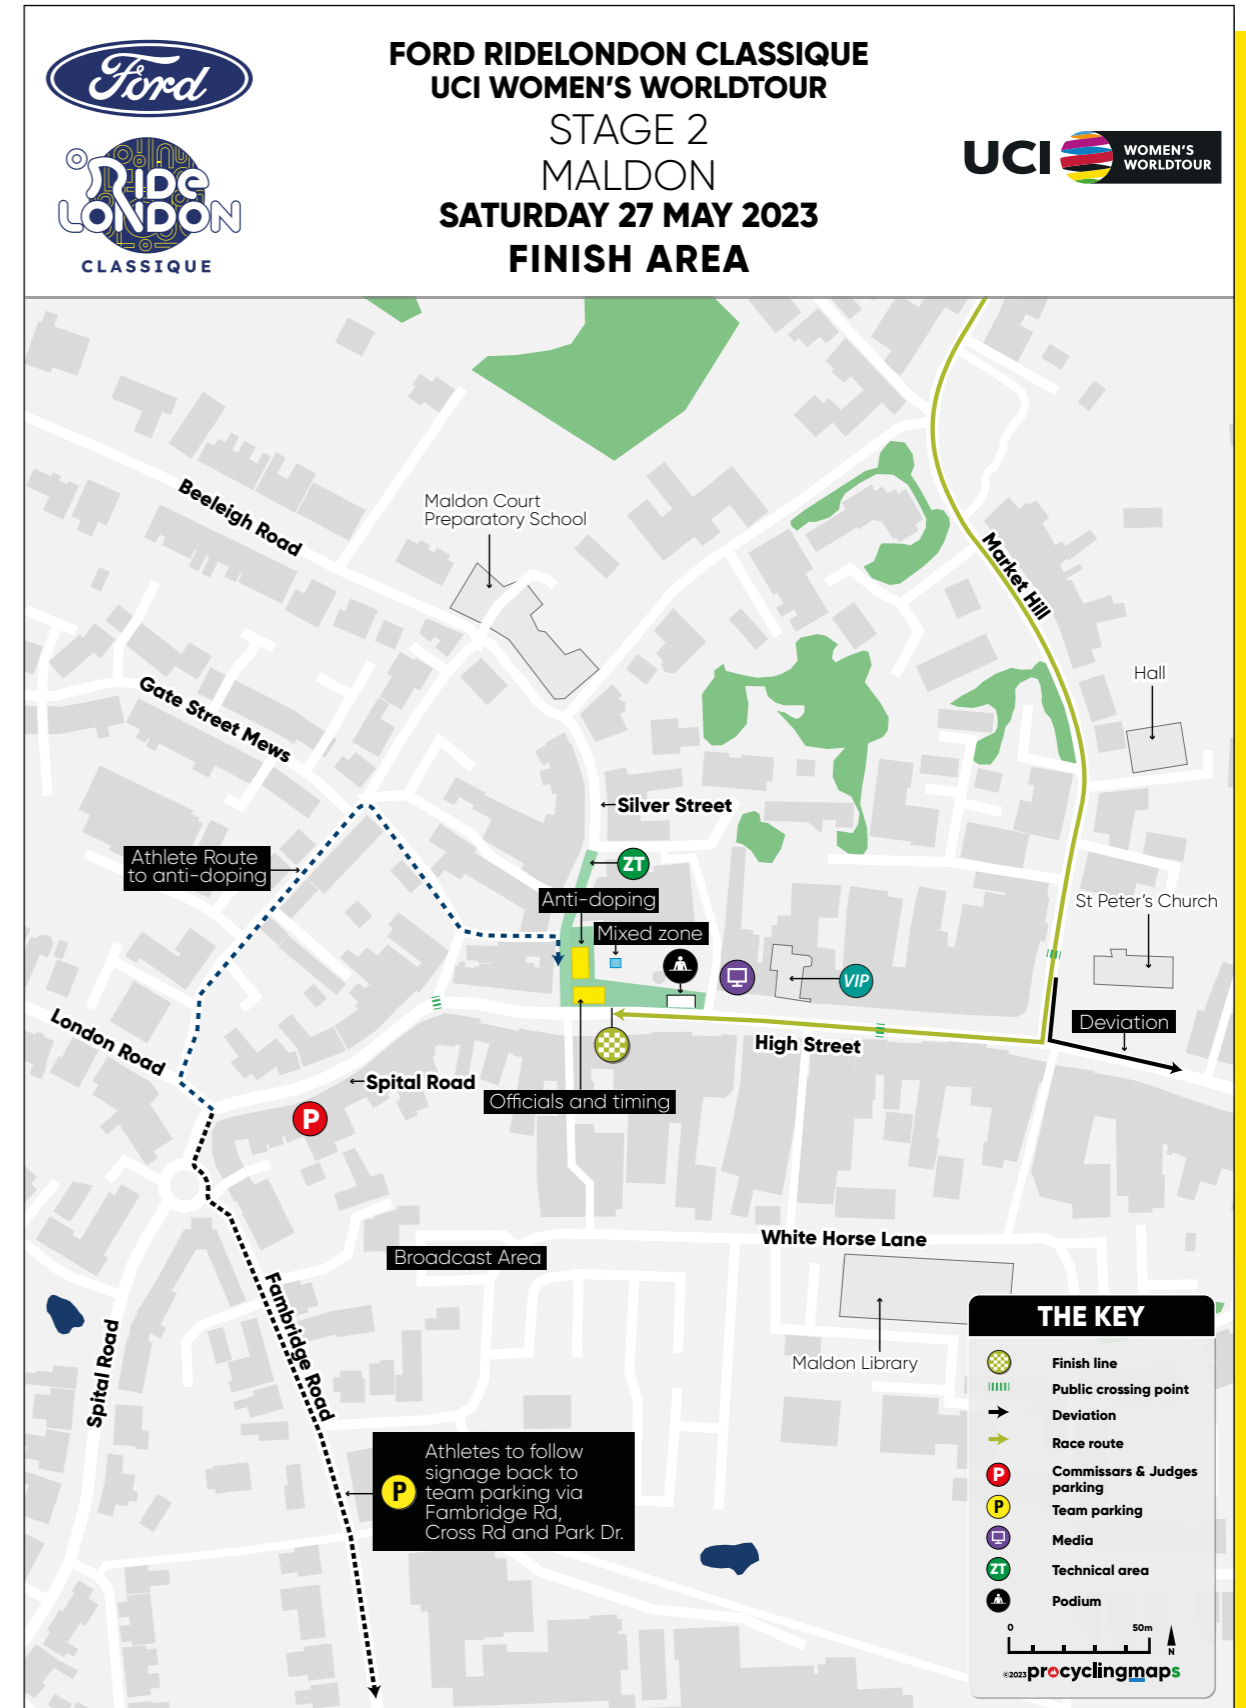 Ford
FORD RIDELONDON CLASSIQUE
UCI WOMEN'S WORLDTOUR
STAGE 2
MALDON
SATURDAY 27 MAY 2023
FINISH AREA
RIDE
LONDON
CLASSIQUE
UCI
WOMEN'S
WORLDTOUR
Beeleigh Road
Maldon Court
Preparatory School
Market Hill
Hall
Gate Street Mews
Silver Street
Athlete Route
to anti-doping
ZT
Anti-doping
Mixed zone
St Peter's Church
VIP
London Road
High Street
Deviation
Spital Road
Officials and timing
P
White Horse Lane
Broadcast Area
Fambridge Road
Spital Road
Maldon Library
P
Athletes to follow
signage back to
team parking via
Fambridge Rd,
Cross Rd and Park Dr.
THE KEY
Finish line
Public crossing point
Deviation
Race route
P
Commissars & Judges
parking
P
Team parking
Media
ZT
Technical area
Podium
0
50m
N
©2023 procyclingmaps